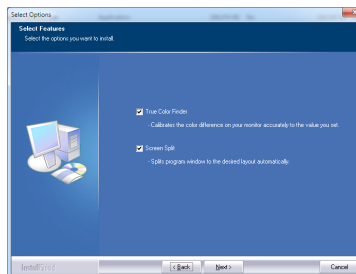 Select Options
Select Features
Select the options you want to install.
True Color Finder
- Calibrates the color difference on your monitor accurately to the value you set.
Screen Split
- Splits program window to the desired layout automatically.
InstallShield
< Back
Next >
Cancel